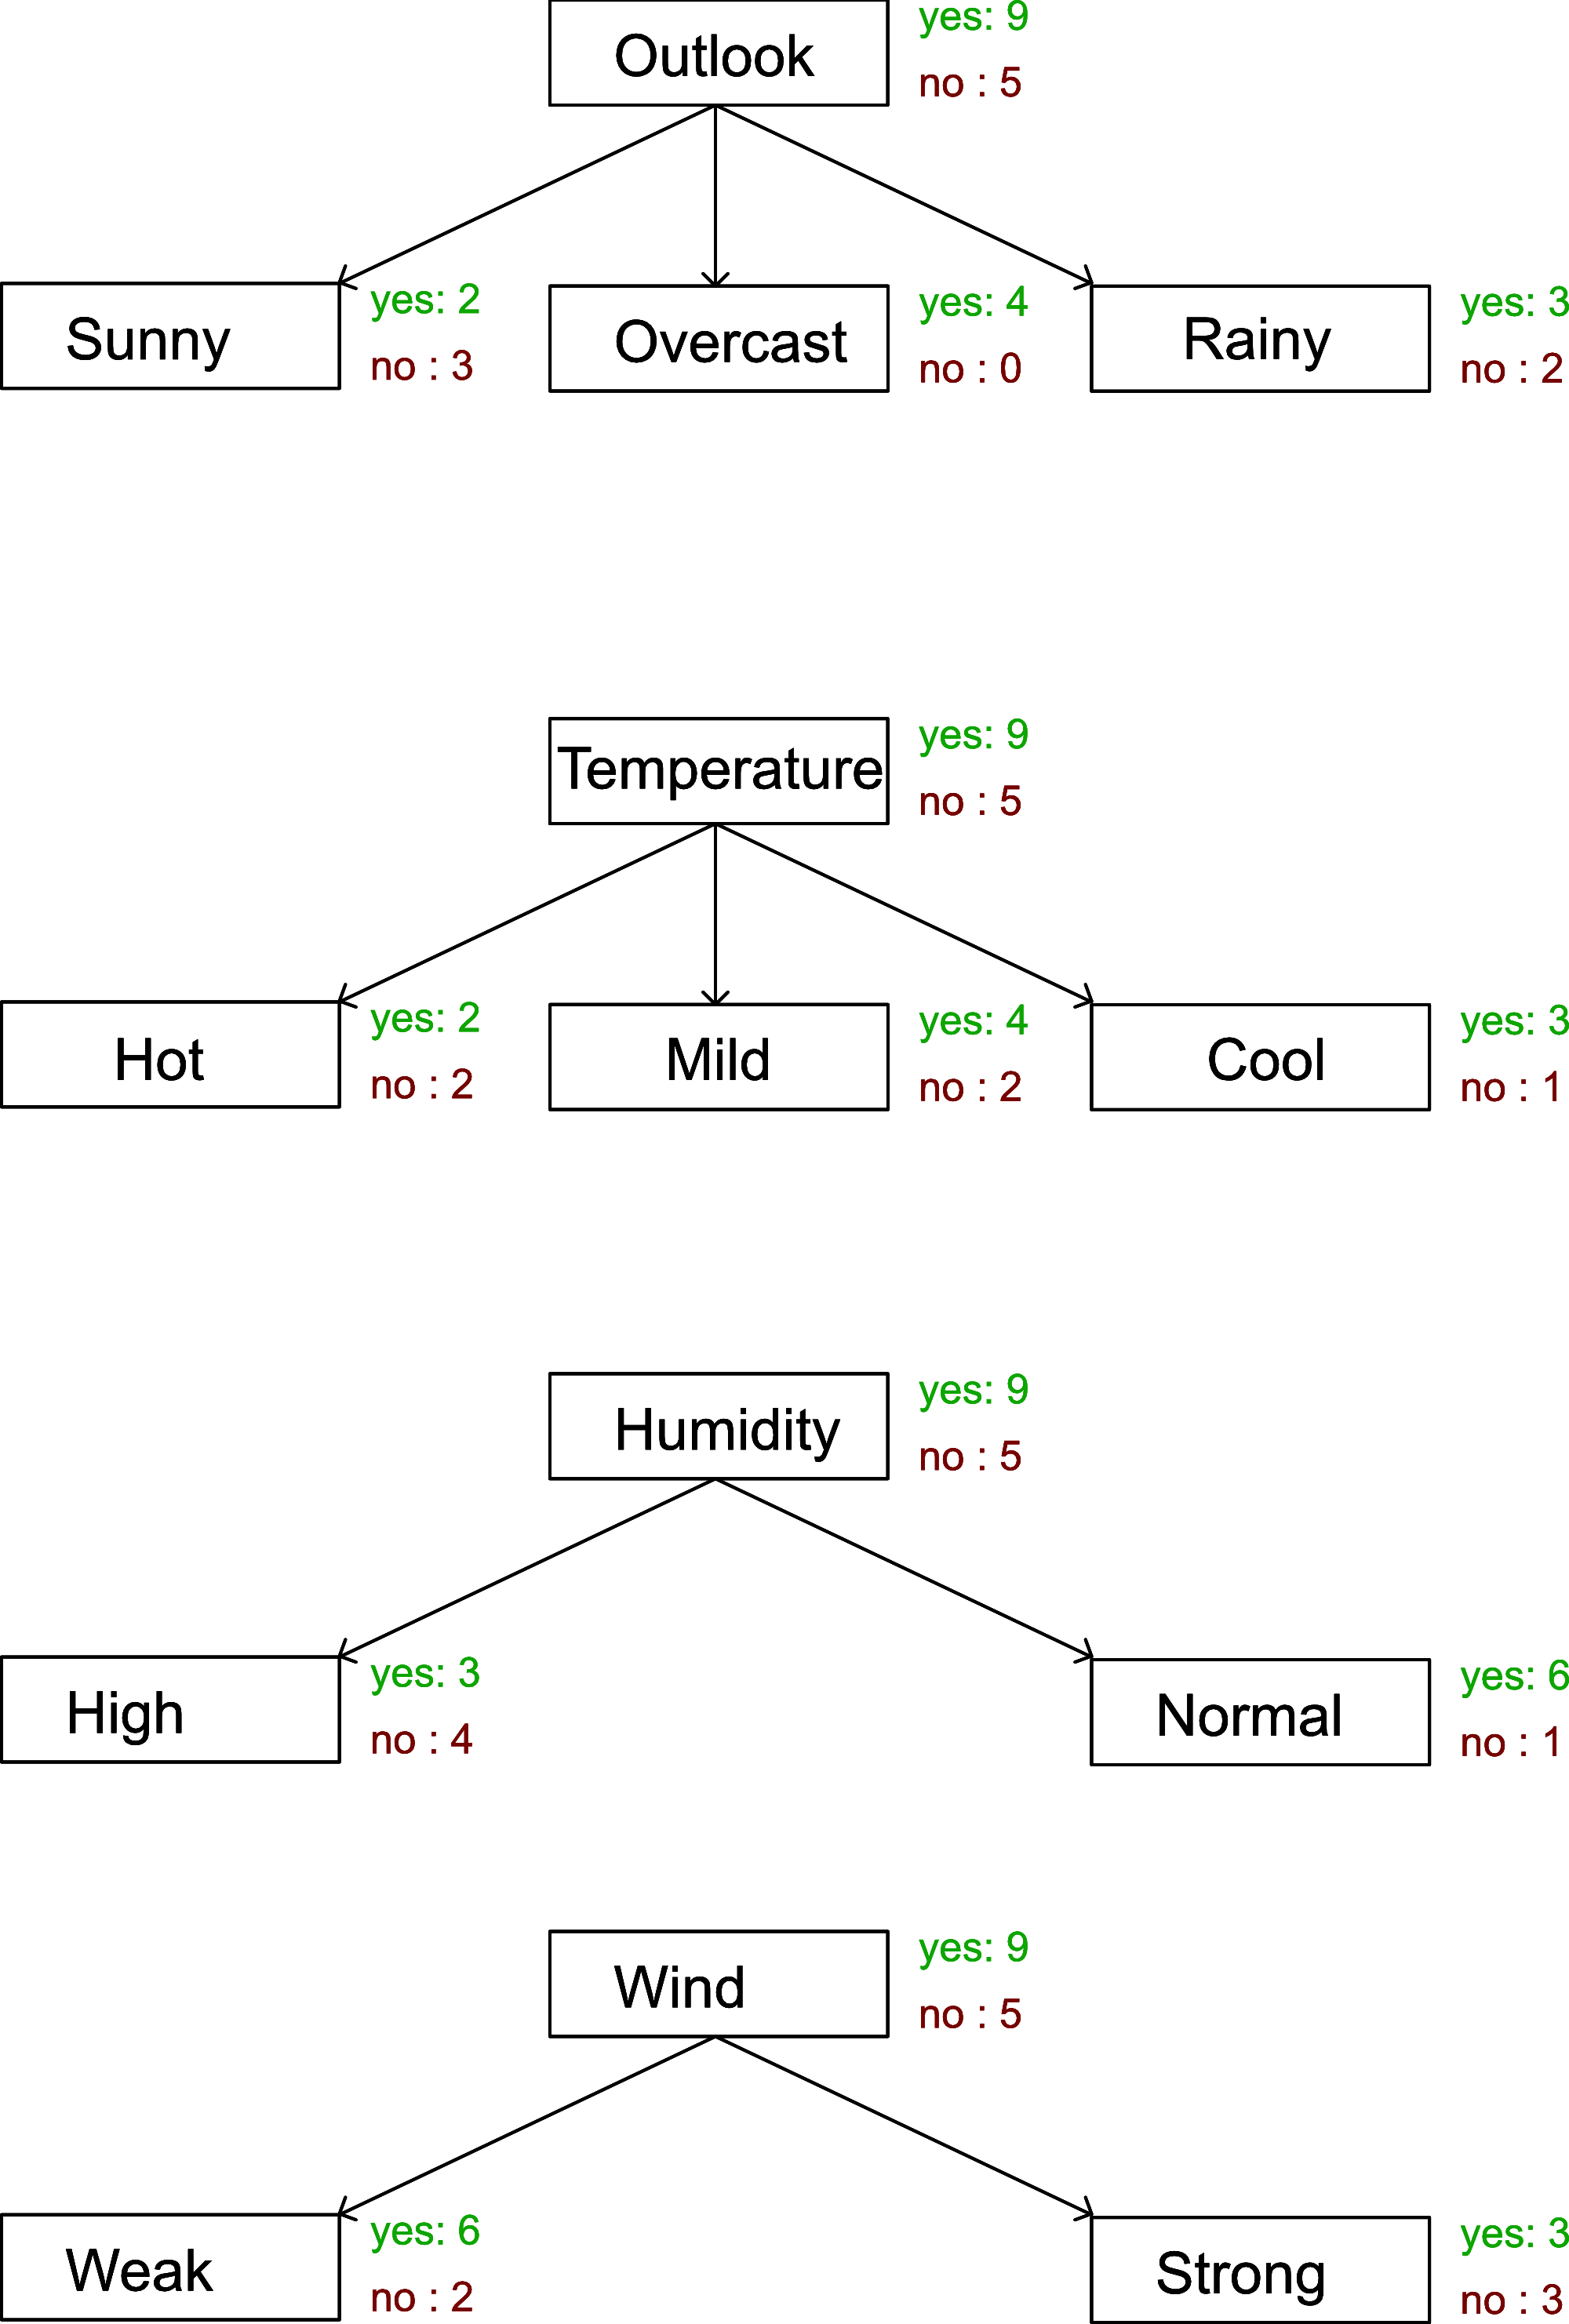 Outlook
yes: 9
no : 5
Sunny
yes: 2
no : 3
Overcast
yes: 4
no : 0
Rainy
yes: 3
no : 2
Temperature
yes: 9
no : 5
Hot
yes: 2
no : 2
Mild
yes: 4
no : 2
Cool
yes: 3
no : 1
Humidity
yes: 9
no : 5
High
yes: 3
no : 4
Normal
yes: 6
no : 1
Wind
yes: 9
no : 5
Weak
yes: 6
no : 2
Strong
yes: 3
no : 3